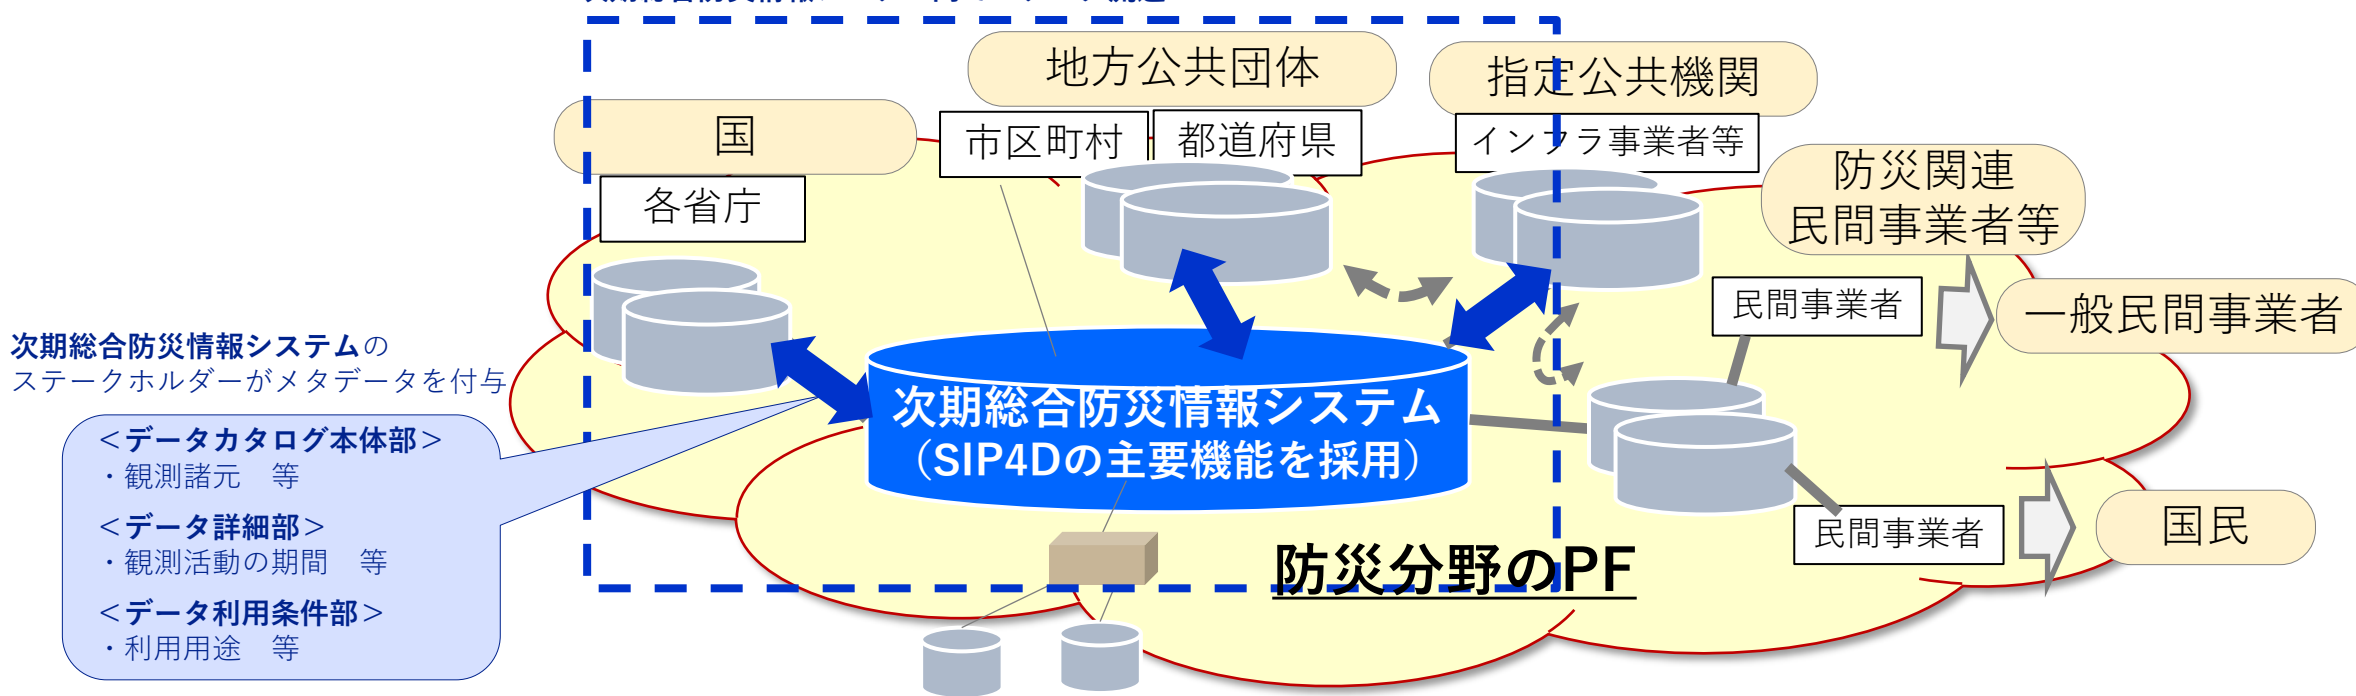 地方公共団体
指定公共機関
国
市区町村
都道府県
インフラ事業者等
防災関連
民間事業者等
各省庁
民間事業者
一般民間事業者
次期総合防災情報システムの
ステークホルダーがメタデータを付与
次期総合防災情報システム
（SIP4Dの主要機能を採用）
＜データカタログ本体部＞
・観測諸元　等
＜データ詳細部＞
・観測活動の期間　等
＜データ利用条件部＞
・利用用途　等
民間事業者
国民
防災分野のPF